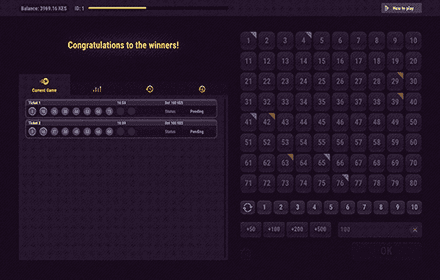 Balance: 3969.16 KES ID: 1
How to play
Congratulations to the winners!
Current Game
Ticket 1
Bet 100 KES
Status Pending
Ticket 2
Bet 100 KES
Status Pending
1 2 3 4 5 6 7 8 9 10
11 12 13 14 15 16 17 18 19 20
21 22 23 24 25 26 27 28 29 30
31 32 33 34 35 36 37 38 39 40
41 42 43 44 45 46 47 48 49 50
51 52 53 54 55 56 57 58 59 60
61 62 63 64 65 66 67 68 69 70
71 72 73 74 75 76 77 78 79 80
1 2 3 4 5 6 7 8 9 10
+50 +100 +200 +500 100
OK